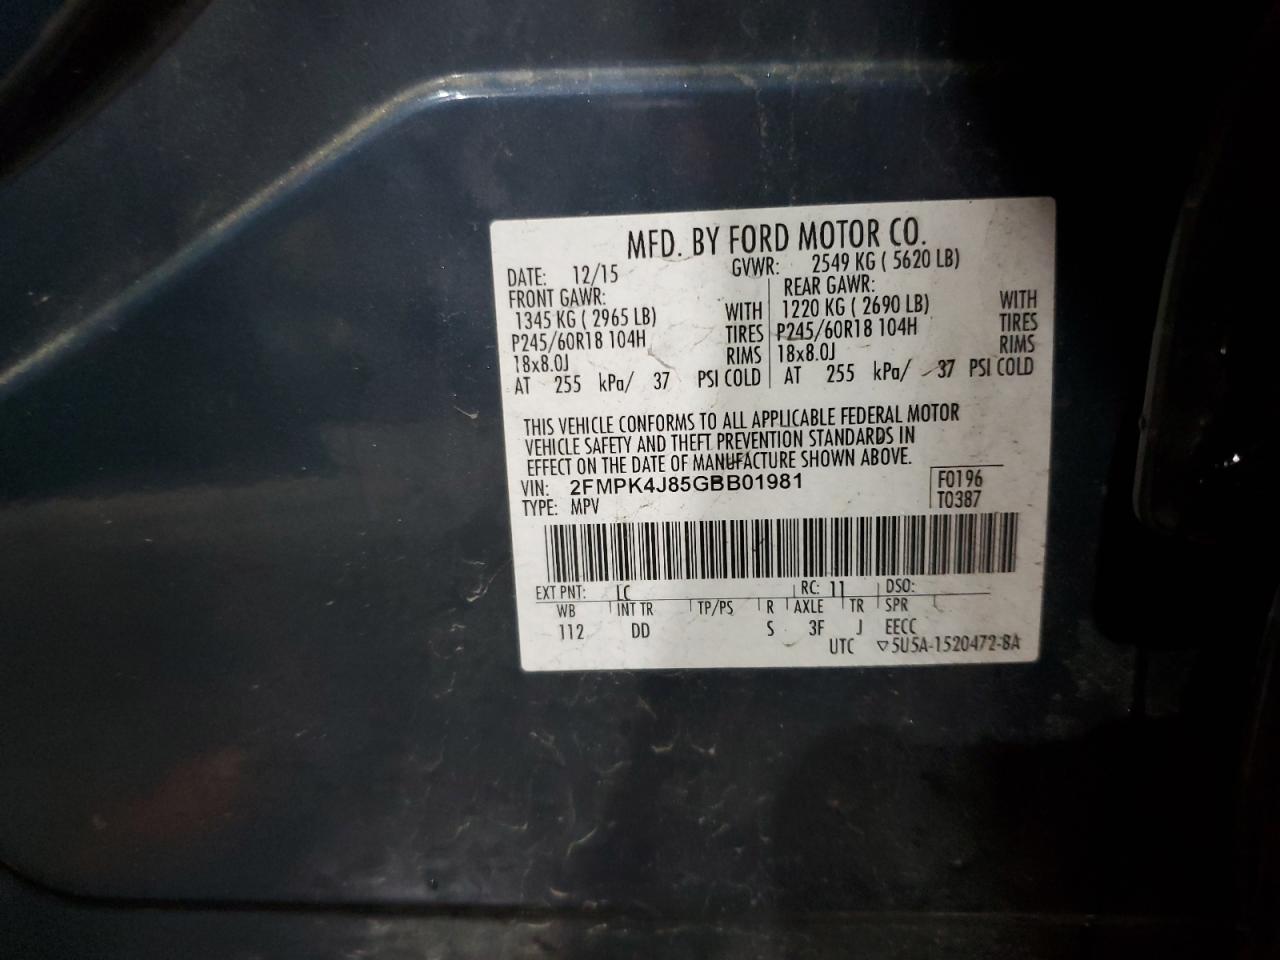 MFD. BY FORD MOTOR CO.
DATE: 12/15 GVWR: 2549 KG ( 5620 LB)
FRONT GAWR: REAR GAWR:
1345 KG ( 2965 LB) WITH 1220 KG ( 2690 LB) WITH
P245/60R18 104H TIRES P245/60R18 104H TIRES
18x8.0J RIMS 18x8.0J RIMS
AT 255 kPa/ 37 PSI COLD AT 255 kPa/ 37 PSI COLD
THIS VEHICLE CONFORMS TO ALL APPLICABLE FEDERAL MOTOR
VEHICLE SAFETY AND THEFT PREVENTION STANDARDS IN
EFFECT ON THE DATE OF MANUFACTURE SHOWN ABOVE.
VIN: 2FMPK4J85GBB01981 F0196
TYPE: MPV T0387
EXT PNT: LC RC: 11 DSO:
WB INT TR TP/PS R AXLE TR SPR
112 DD S 3F J EECC
UTC ▽5U5A-1520472-BA